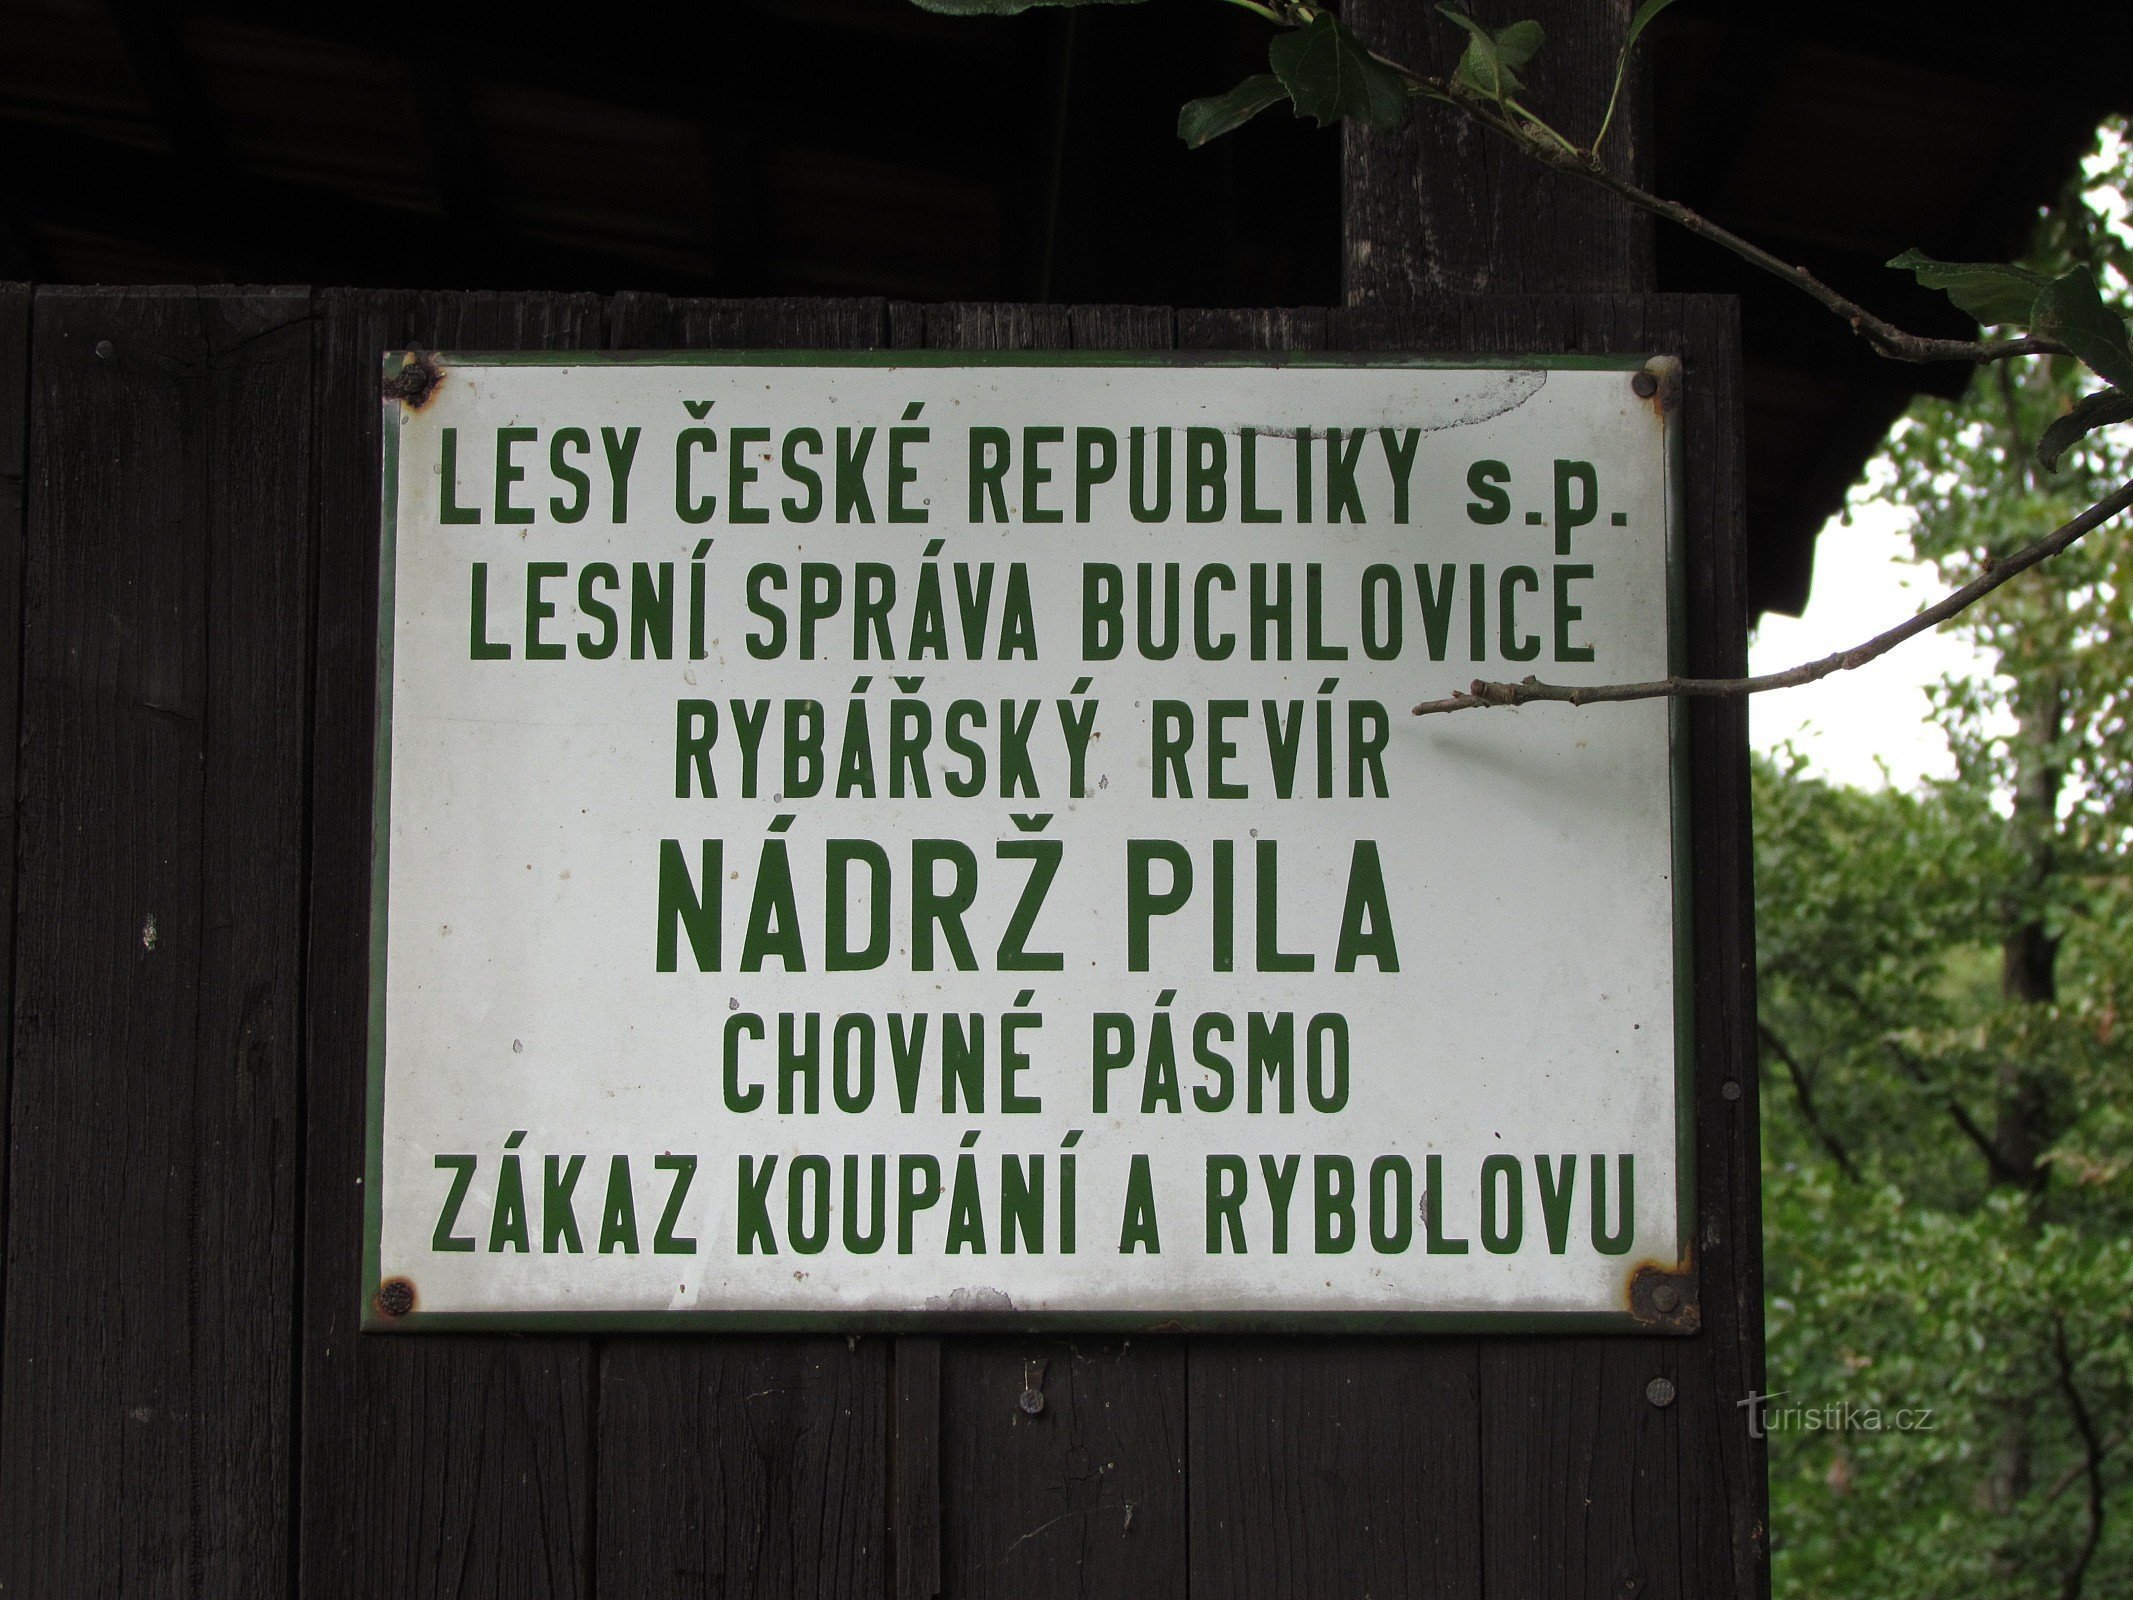 LESY ČESKÉ REPUBLIKY s.p.
LESNÍ SPRÁVA BUCHLOVICE
RYBÁŘSKÝ REVÍR
NÁDRŽ PILA
CHOVNÉ PÁSMO
ZÁKAZ KOUPÁNÍ A RYBOLOVU
Turistika.cz